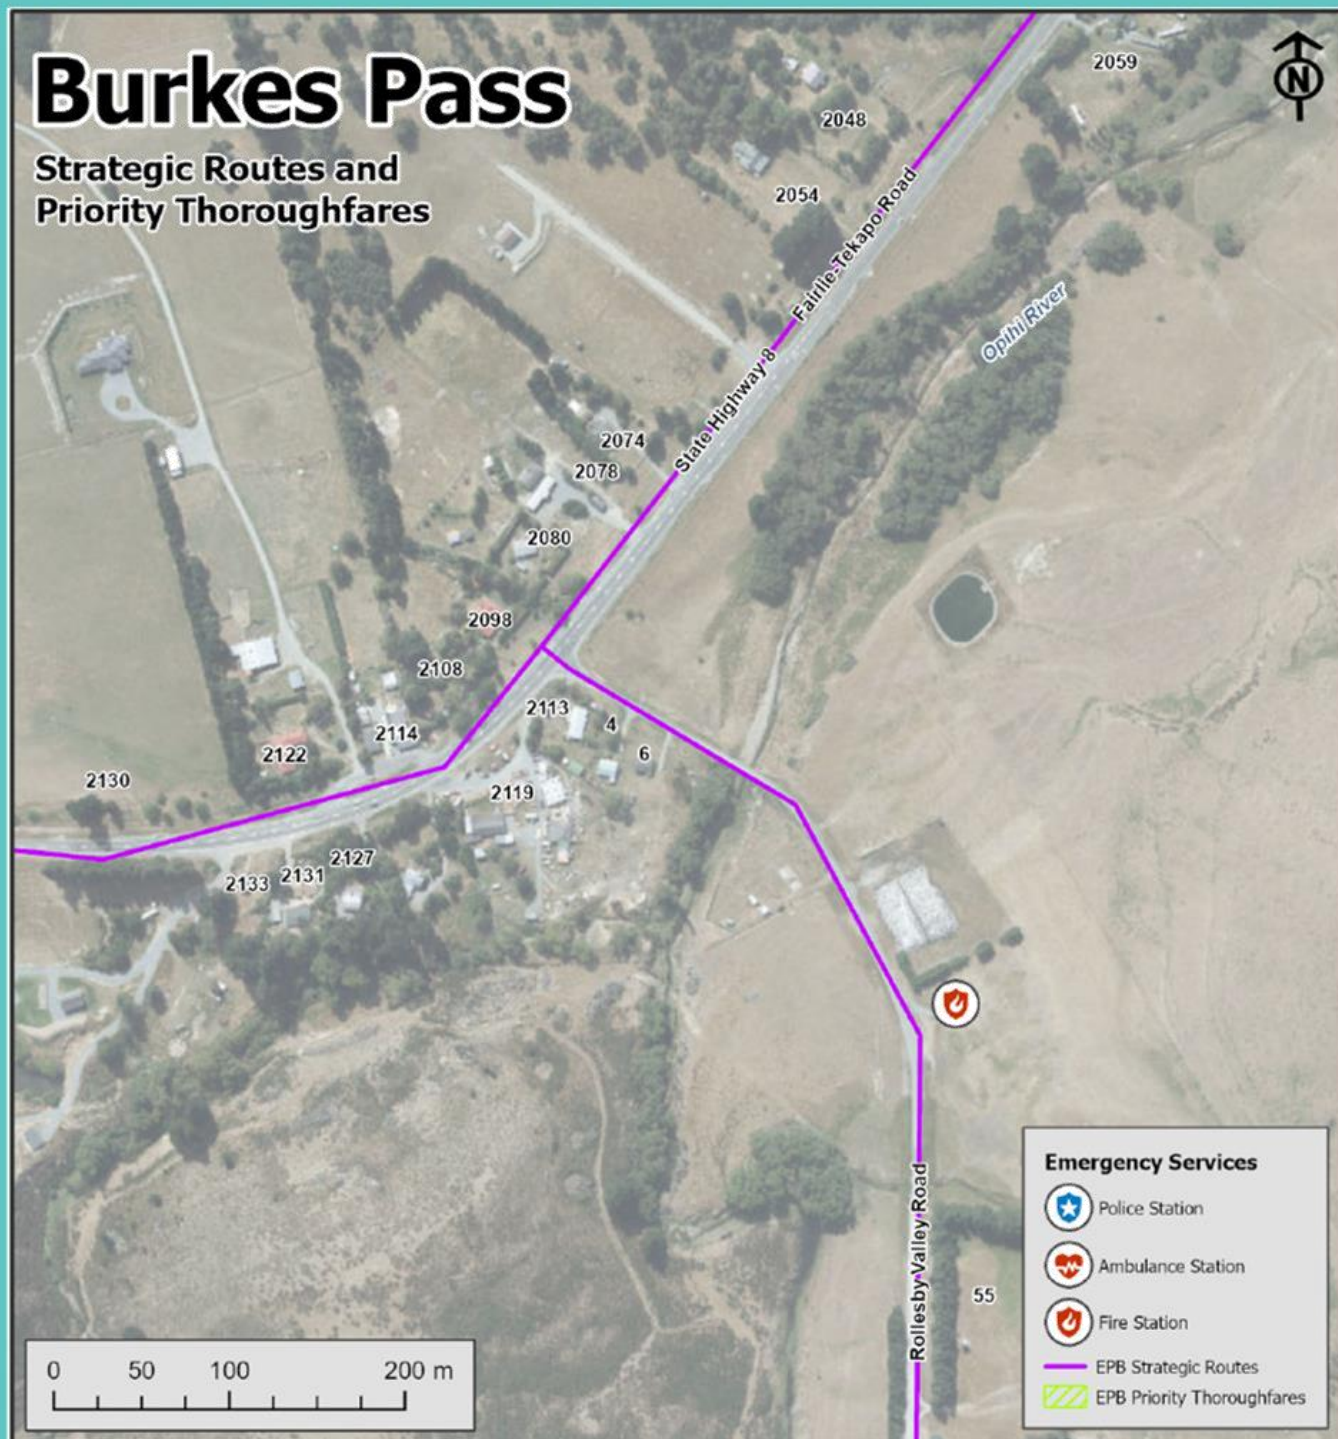 Burkes Pass
Strategic Routes and
Priority Thoroughfares
N
2059
2048
2054
Fairlie-Tekapo Road
Opihi River
State Highway 8
2074
2078
2080
2098
2108
2113
4
2114
6
2122
2130
2119
2127
2131
2133
Rollesby Valley Road
55
Emergency Services
Police Station
Ambulance Station
Fire Station
EPB Strategic Routes
EPB Priority Thoroughfares
0 50 100 200 m